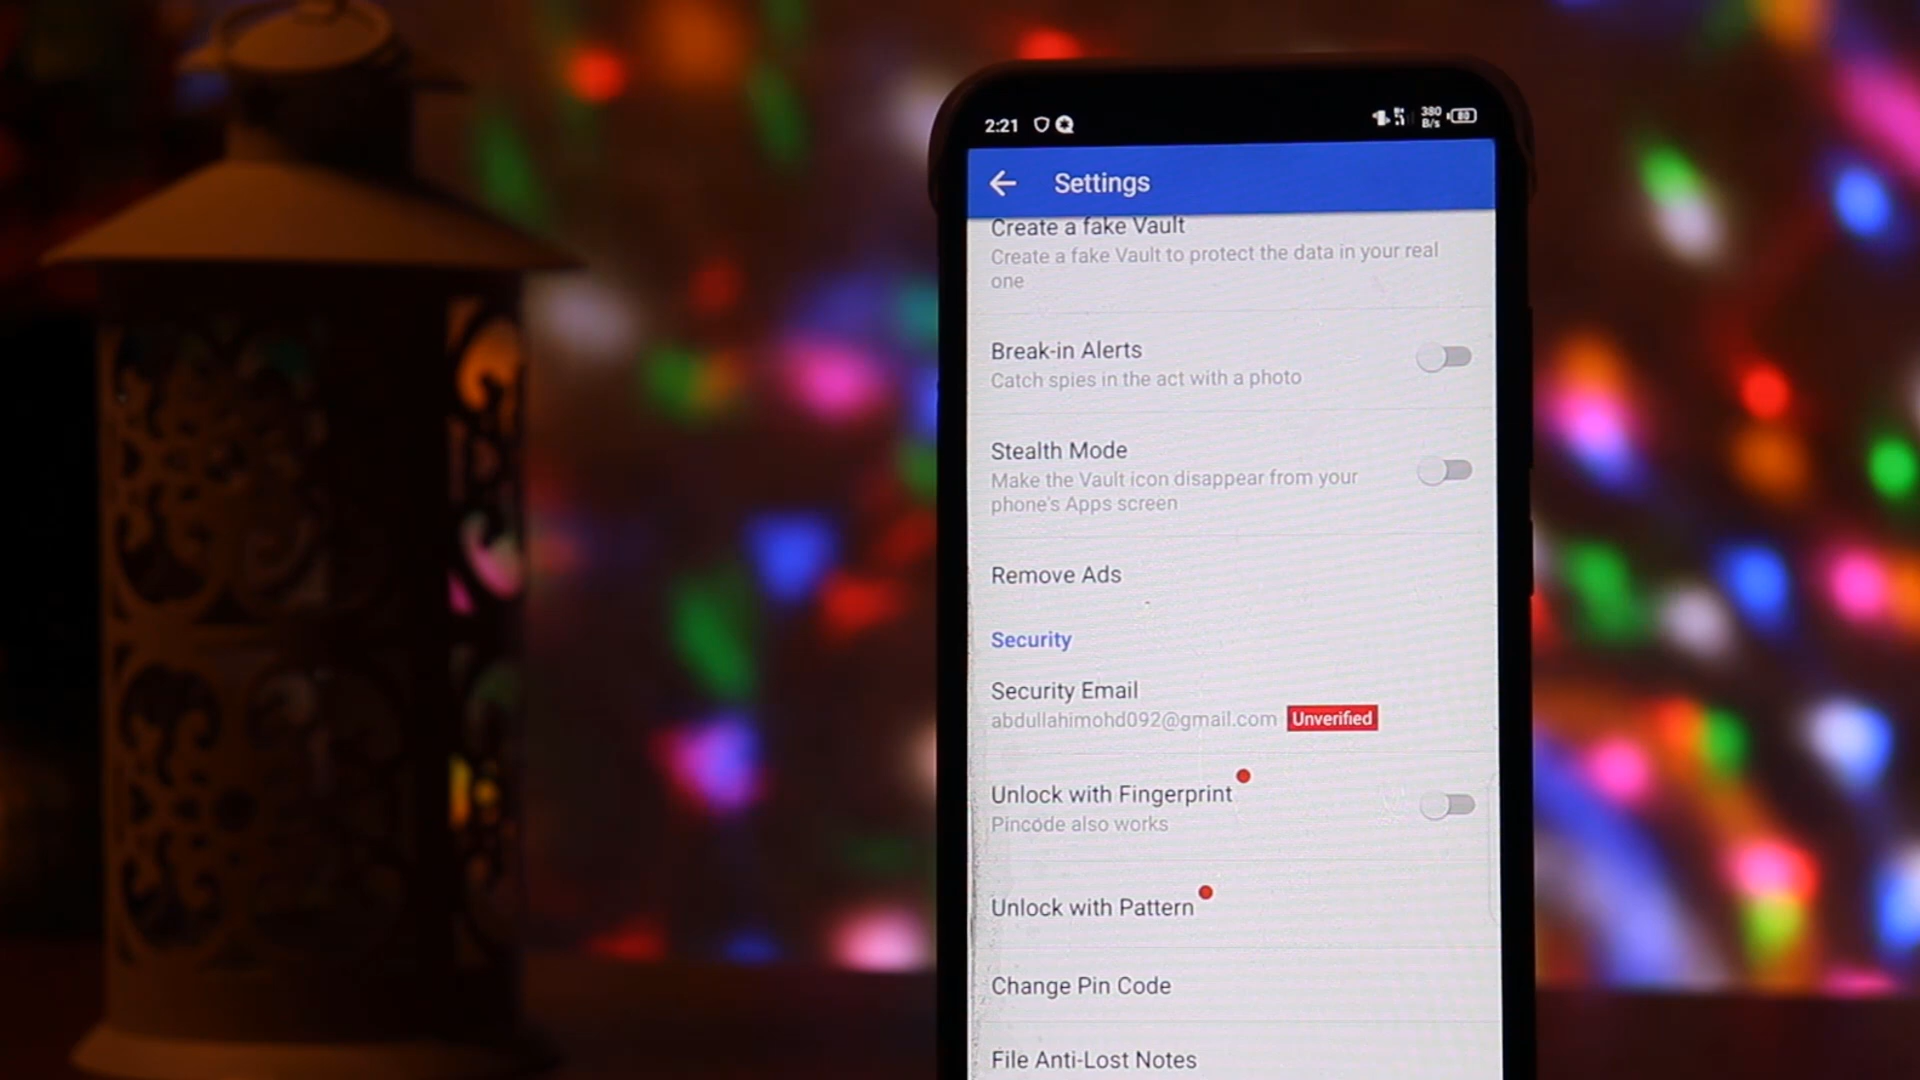 2:21
380
B/s
80
Settings
Create a fake Vault
Create a fake Vault to protect the data in your real
one
Break-in Alerts
Catch spies in the act with a photo
Stealth Mode
Make the Vault icon disappear from your
phone's Apps screen
Remove Ads
Security
Security Email
abdullahimohd092@gmail.com Unverified
Unlock with Fingerprint
Pincode also works
Unlock with Pattern
Change Pin Code
File Anti-Lost Notes